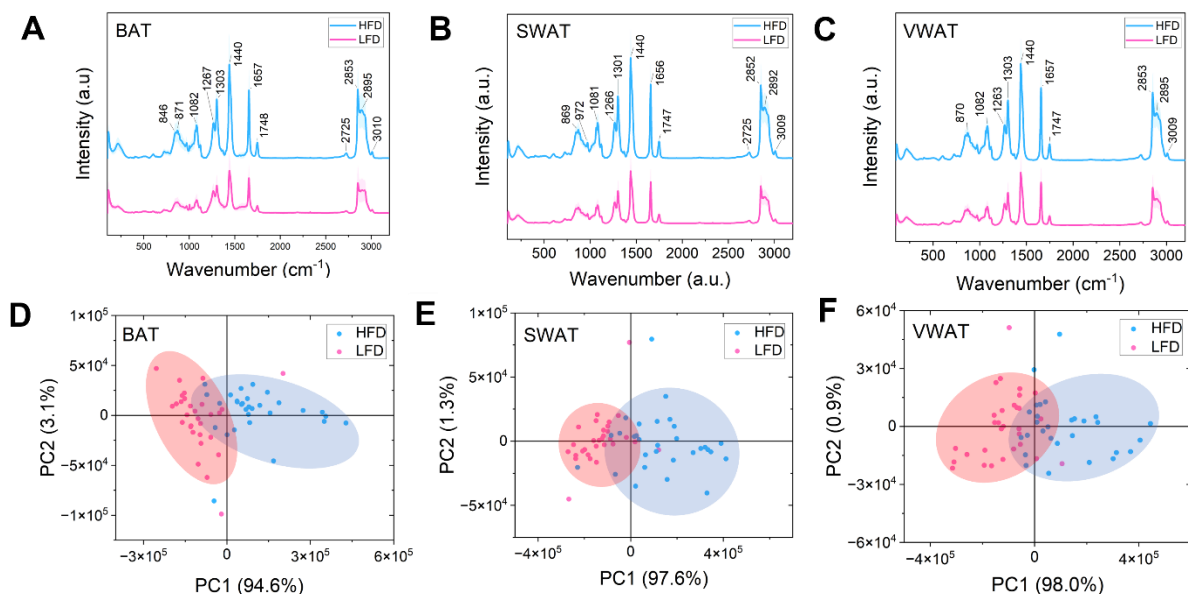 A
BAT
HFD
LFD
846
871
1082
1267
1303
1440
1657
1748
2725
2853
2895
3010
Intensity (a.u)
500
1000
1500
2000
2500
3000
Wavenumber (cm⁻¹)
B
SWAT
HFD
LFD
869
972
1081
1266
1301
1440
1656
1747
2725
2852
2892
3009
Intensity (a.u.)
500
1000
1500
2000
2500
3000
Wavenumber (a.u.)
C
VWAT
HFD
LFD
870
1082
1263
1303
1440
1657
1747
2853
2895
3009
Intensity (a.u.)
500
1000
1500
2000
2500
3000
Wavenumber (cm⁻¹)
D
BAT
HFD
LFD
PC2 (3.1%)
1×10⁵
5×10⁴
0
−5×10⁴
−1×10⁵
−3×10⁵
0
3×10⁵
6×10⁵
PC1 (94.6%)
E
SWAT
HFD
LFD
PC2 (1.3%)
1×10⁵
5×10⁴
0
−5×10⁴
−4×10⁵
0
4×10⁵
PC1 (97.6%)
F
VWAT
HFD
LFD
PC2 (0.9%)
6×10⁴
3×10⁴
0
−3×10⁴
−6×10⁴
−4×10⁵
0
4×10⁵
PC1 (98.0%)